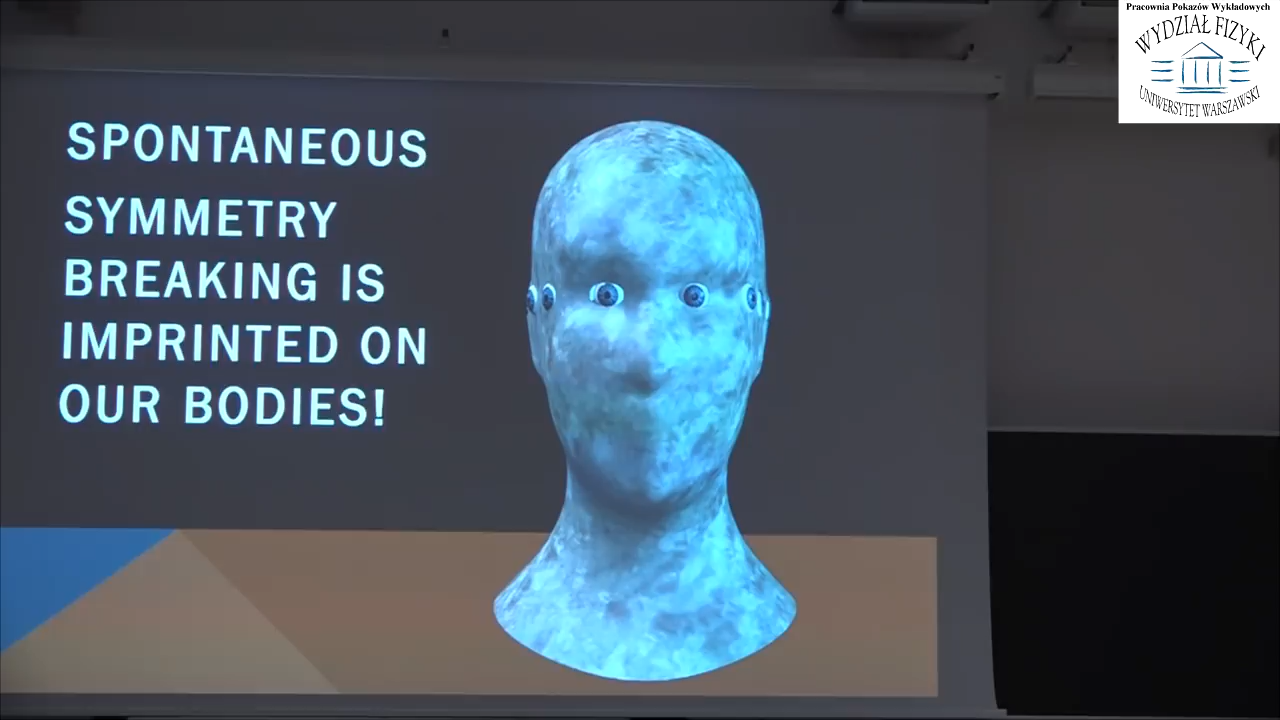 Pracownia Pokazów Wykładowych
WYDZIAŁ FIZYKI
UNIWERSYTET WARSZAWSKI
SPONTANEOUS
SYMMETRY
BREAKING IS
IMPRINTED ON
OUR BODIES!